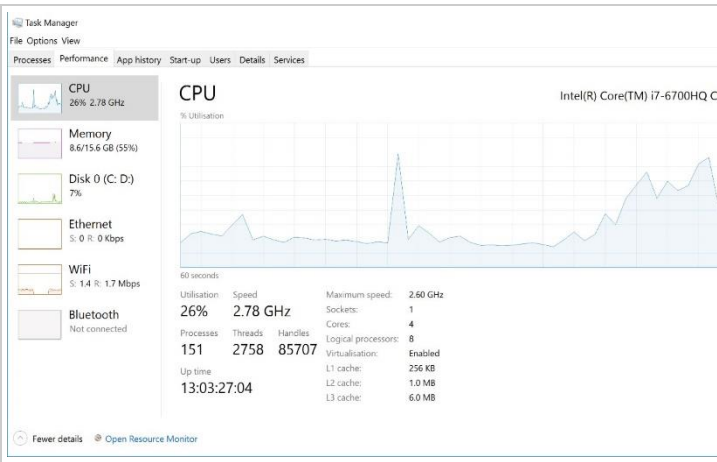 Task Manager
File Options View
Processes Performance App history Start-up Users Details Services
CPU
26% 2.78 GHz
Memory
8.6/15.6 GB (55%)
Disk 0 (C: D:)
7%
Ethernet
S: 0 R: 0 Kbps
WiFi
S: 1.4 R: 1.7 Mbps
Bluetooth
Not connected
CPU Intel(R) Core(TM) i7-6700HQ C
% Utilisation
60 seconds
Utilisation Speed
26% 2.78 GHz
Processes Threads Handles
151 2758 85707
Up time
13:03:27:04
Maximum speed: 2.60 GHz
Sockets: 1
Cores: 4
Logical processors: 8
Virtualisation: Enabled
L1 cache: 256 KB
L2 cache: 1.0 MB
L3 cache: 6.0 MB
Fewer details Open Resource Monitor